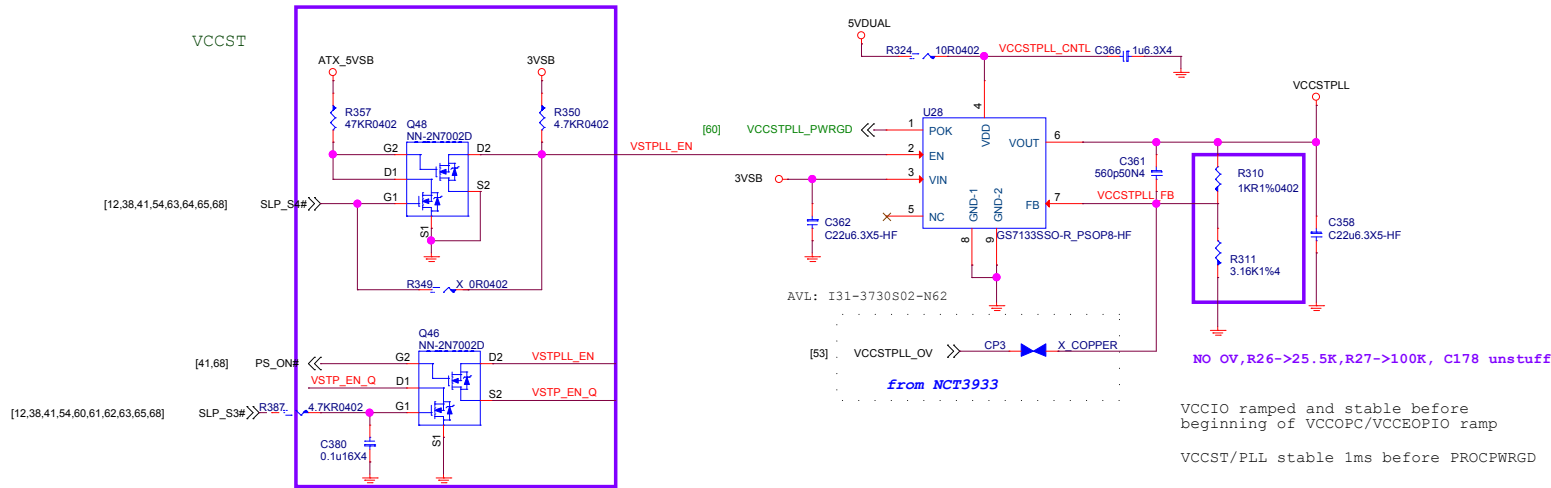 VCCST
ATX_5VSB
3VSB
R357
47KR0402
R350
4.7KR0402
Q48
NN-2N7002D
G2
D2
D1
S2
G1
S1
[12,38,41,54,63,64,65,68]
SLP_S4#
VSTPLL_EN
R349
X_0R0402
Q46
NN-2N7002D
[41,68]
PS_ON#
G2
D2
VSTPLL_EN
VSTP_EN_Q
D1
S2
VSTP_EN_Q
[12,38,41,54,60,61,62,63,65,68]
SLP_S3#
R387
4.7KR0402
G1
S1
C380
0.1u16X4
5VDUAL
R324
10R0402
VCCSTPLL_CNTL
C366
1u6.3X4
U28
4
VDD
[60]
VCCSTPLL_PWRGD
1
POK
2
EN
3VSB
3
VIN
5
NC
VOUT
6
FB
7
GND-1
GND-2
8
9
GS7133SSO-R_PSOP8-HF
C362
C22u6.3X5-HF
VCCSTPLL
C361
560p50N4
VCCSTPLL_FB
R310
1KR1%0402
R311
3.16K1%4
C358
C22u6.3X5-HF
AVL: I31-3730S02-N62
[53]
VCCSTPLL_OV
CP3
X_COPPER
from NCT3933
NO OV,R26->25.5K,R27->100K, C178 unstuff
VCCIO ramped and stable before
beginning of VCCOPC/VCCEOPIO ramp
VCCST/PLL stable 1ms before PROCPWRGD